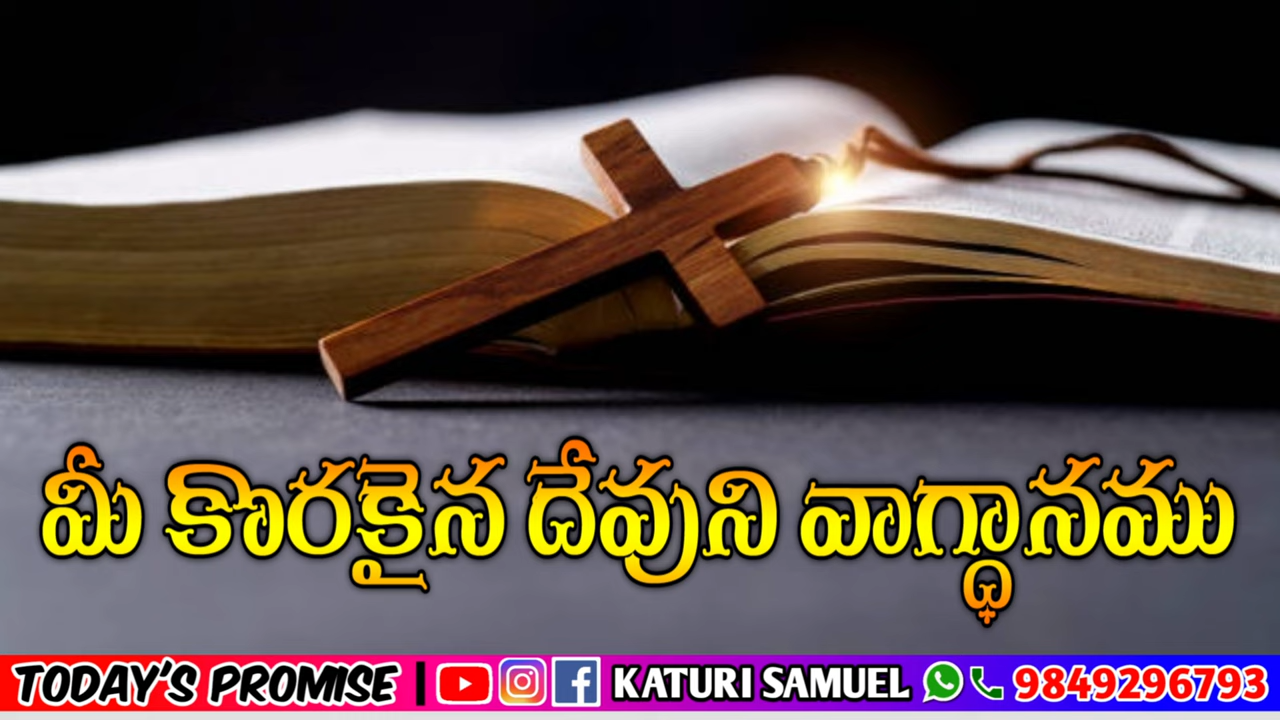 మీ కొరకైన దేవుని వాగ్ధానము
TODAY'S PROMISE | KATURI SAMUEL 9849296793